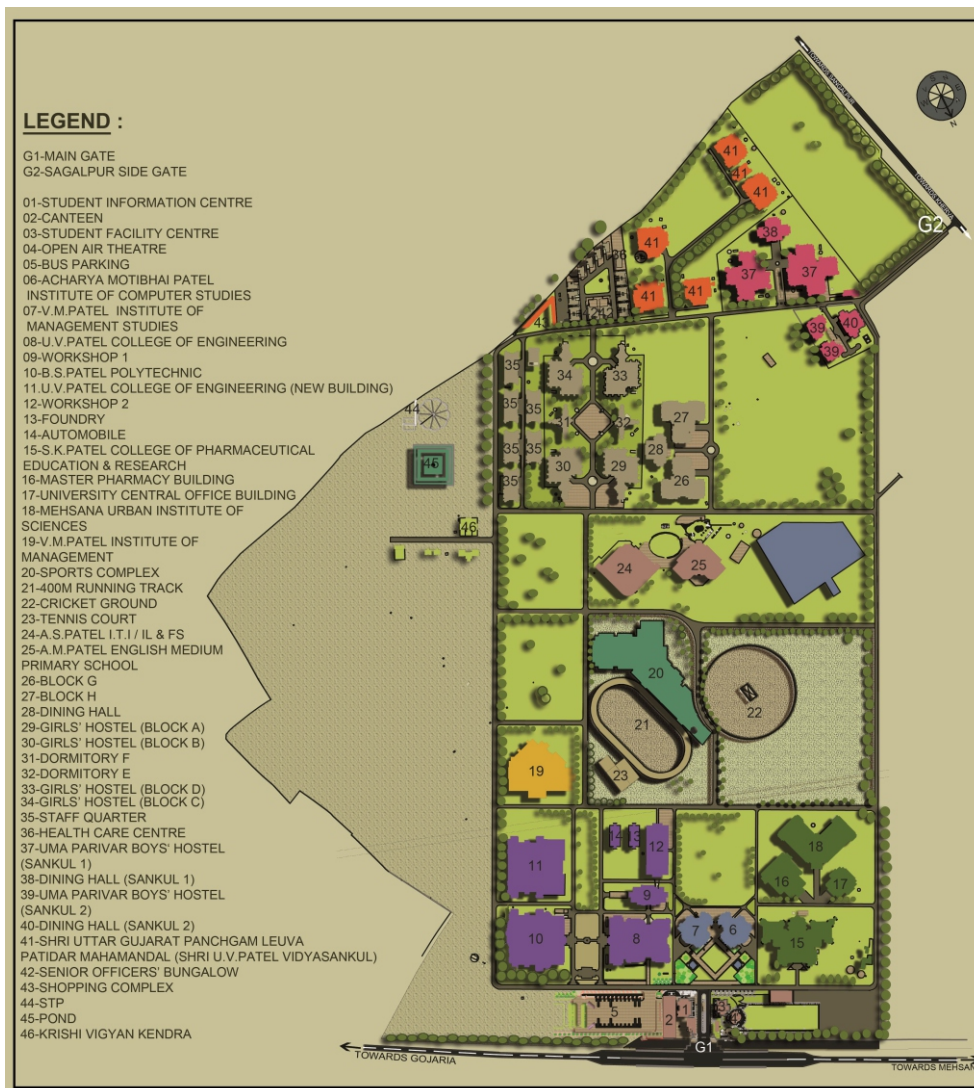 LEGEND :
G1-MAIN GATE
G2-SAGALPUR SIDE GATE
01-STUDENT INFORMATION CENTRE
02-CANTEEN
03-STUDENT FACILITY CENTRE
04-OPEN AIR THEATRE
05-BUS PARKING
06-ACHARYA MOTIBHAI PATEL
INSTITUTE OF COMPUTER STUDIES
07-V.M.PATEL INSTITUTE OF
MANAGEMENT STUDIES
08-U.V.PATEL COLLEGE OF ENGINEERING
09-WORKSHOP 1
10-B.S.PATEL POLYTECHNIC
11-U.V.PATEL COLLEGE OF ENGINEERING (NEW BUILDING)
12-WORKSHOP 2
13-FOUNDRY
14-AUTOMOBILE
15-S.K.PATEL COLLEGE OF PHARMACEUTICAL
EDUCATION & RESEARCH
16-MASTER PHARMACY BUILDING
17-UNIVERSITY CENTRAL OFFICE BUILDING
18-MEHSANA URBAN INSTITUTE OF
SCIENCES
19-V.M.PATEL INSTITUTE OF
MANAGEMENT
20-SPORTS COMPLEX
21-400M RUNNING TRACK
22-CRICKET GROUND
23-TENNIS COURT
24-A.S.PATEL I.T.I / IL & FS
25-A.M.PATEL ENGLISH MEDIUM
PRIMARY SCHOOL
26-BLOCK G
27-BLOCK H
28-DINING HALL
29-GIRLS' HOSTEL (BLOCK A)
30-GIRLS' HOSTEL (BLOCK B)
31-DORMITORY F
32-DORMITORY E
33-GIRLS' HOSTEL (BLOCK D)
34-GIRLS' HOSTEL (BLOCK C)
35-STAFF QUARTER
36-HEALTH CARE CENTRE
37-UMA PARIVAR BOYS' HOSTEL
(SANKUL 1)
38-DINING HALL (SANKUL 1)
39-UMA PARIVAR BOYS' HOSTEL
(SANKUL 2)
40-DINING HALL (SANKUL 2)
41-SHRI UTTAR GUJARAT PANCHGAM LEUVA
PATIDAR MAHAMANDAL (SHRI U.V.PATEL VIDYASANKUL)
42-SENIOR OFFICERS' BUNGALOW
43-SHOPPING COMPLEX
44-STP
45-POND
46-KRISHI VIGYAN KENDRA
N
G2
41
41
41
38
41
36
37
37
41
41
42
42
43
39
40
39
35
34
33
35
35
31
32
27
44
35
35
28
45
30
29
35
26
46
24
25
20
21
22
19
23
14
13
12
18
11
16
17
9
10
8
7
6
15
5
2
1
3
4
G1
TOWARDS GOJARIA
TOWARDS MEHSAN